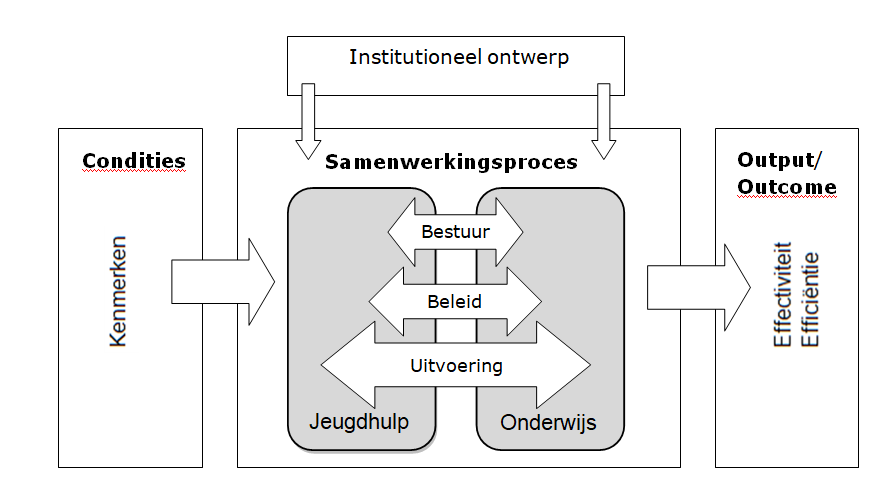 Institutioneel ontwerp
Condities
Kenmerken
Samenwerkingsproces
Bestuur
Beleid
Uitvoering
Jeugdhulp
Onderwijs
Output/
Outcome
Effectiviteit
Efficiëntie